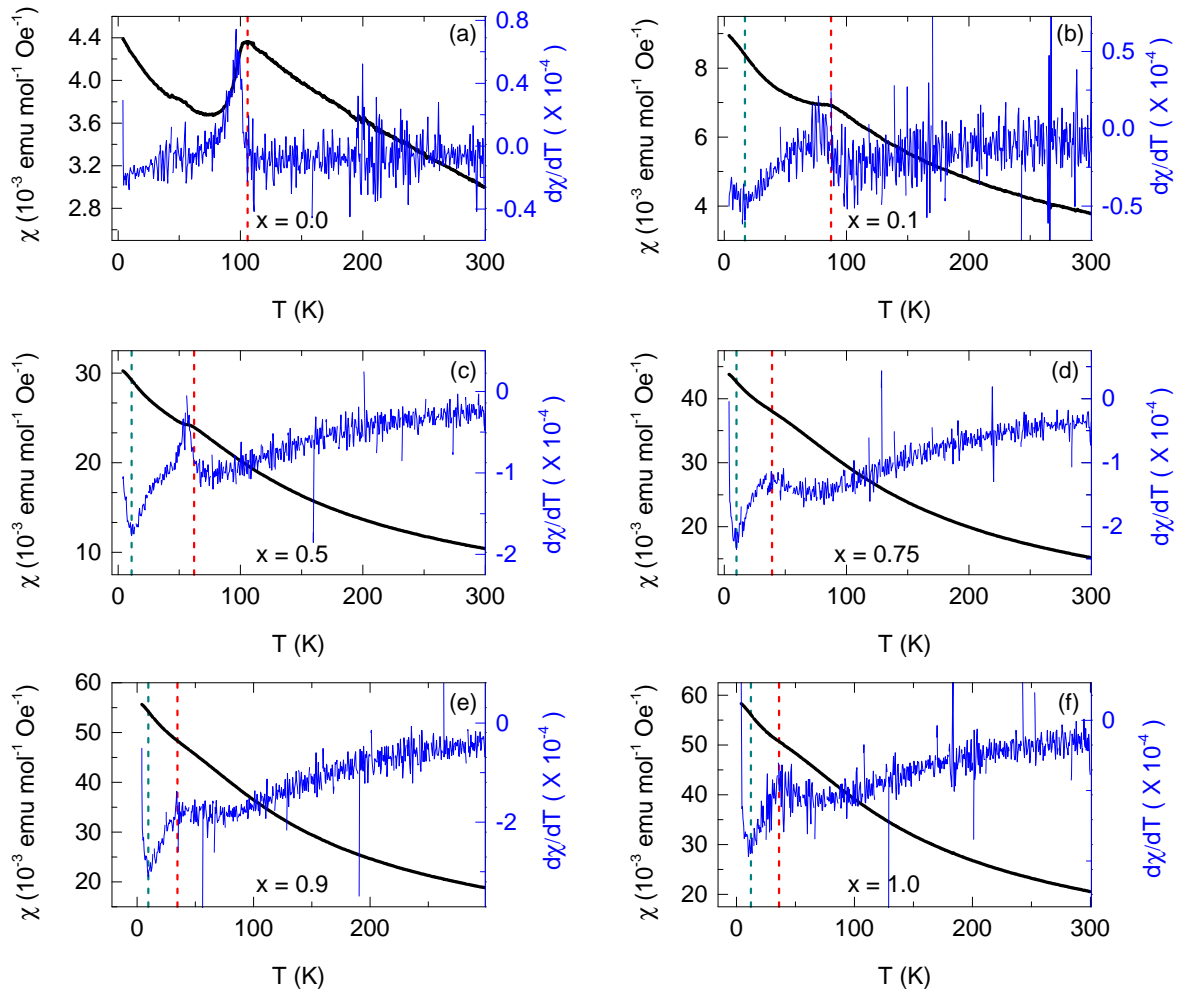 (a)
χ (10⁻³ emu mol⁻¹ Oe⁻¹)
4.4
4.0
3.6
3.2
2.8
0.8
0.4
0.0
-0.4
dχ/dT ( X 10⁻⁴)
x = 0.0
0 100 200 300
T (K)
(b)
χ (10⁻³ emu mol⁻¹ Oe⁻¹)
8
6
4
0.5
0.0
-0.5
dχ/dT ( X 10⁻⁴)
x = 0.1
0 100 200 300
T (K)
(c)
χ (10⁻³ emu mol⁻¹ Oe⁻¹)
30
20
10
0
-1
-2
dχ/dT ( X 10⁻⁴)
x = 0.5
0 100 200 300
T (K)
(d)
χ (10⁻³ emu mol⁻¹ Oe⁻¹)
40
30
20
0
-1
-2
dχ/dT ( X 10⁻⁴)
x = 0.75
0 100 200 300
T (K)
(e)
χ (10⁻³ emu mol⁻¹ Oe⁻¹)
60
50
40
30
20
0
-2
dχ/dT ( X 10⁻⁴)
x = 0.9
0 100 200 300
T (K)
(f)
χ (10⁻³ emu mol⁻¹ Oe⁻¹)
60
50
40
30
20
0
dχ/dT ( X 10⁻⁴)
x = 1.0
0 100 200 300
T (K)